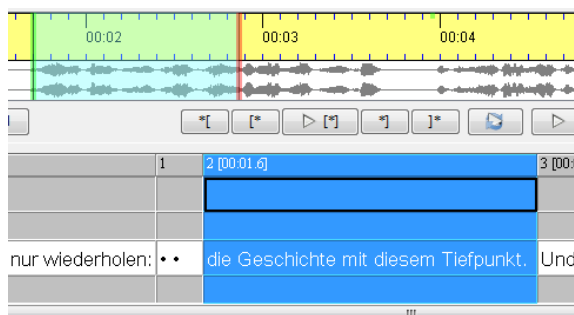 00:02 00:03 00:04
*[ [* [*] *] ]*
1 2 [00:01.6] 3 [00:
nur wiederholen: • • die Geschichte mit diesem Tiefpunkt. Und